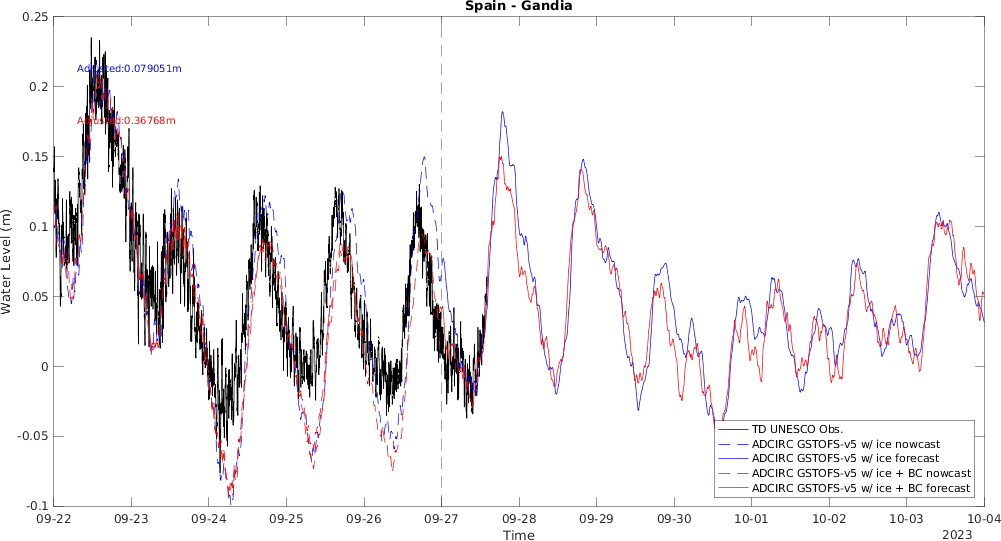 Spain - Gandia
0.25
0.2
0.15
0.1
0.05
0
-0.05
-0.1
Water Level (m)
Adjusted:0.079051m
Adjusted:0.36768m
TD UNESCO Obs.
ADCIRC GSTOFS-v5 w/ ice nowcast
ADCIRC GSTOFS-v5 w/ ice forecast
ADCIRC GSTOFS-v5 w/ ice + BC nowcast
ADCIRC GSTOFS-v5 w/ ice + BC forecast
09-22 09-23 09-24 09-25 09-26 09-27 09-28 09-29 09-30 10-01 10-02 10-03 10-04
Time
2023